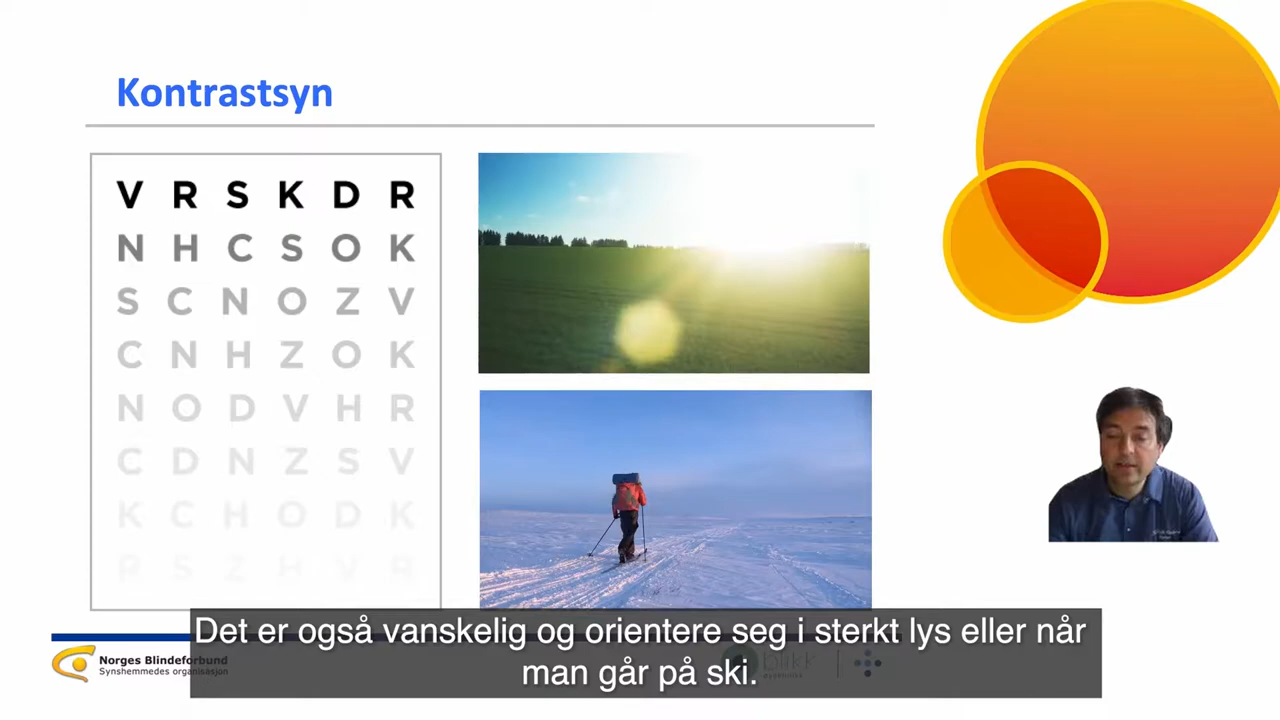 Kontrastsyn
V R S K D R
N H C S O K
S C N O Z V
C N H Z O K
N O D V H R
C D N Z S V
K C H O D K
R S Z H V R
Det er også vanskelig og orientere seg i sterkt lys eller når
man går på ski.
Norges Blindeforbund
Synshemmedes organisasjon